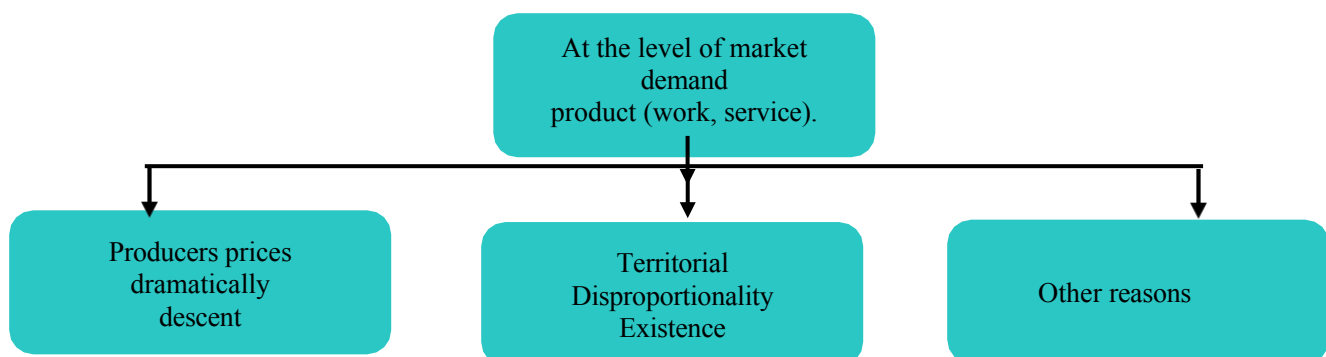 At the level of market
demand
product (work, service).
Producers prices
dramatically
descent
Territorial
Disproportionality
Existence
Other reasons